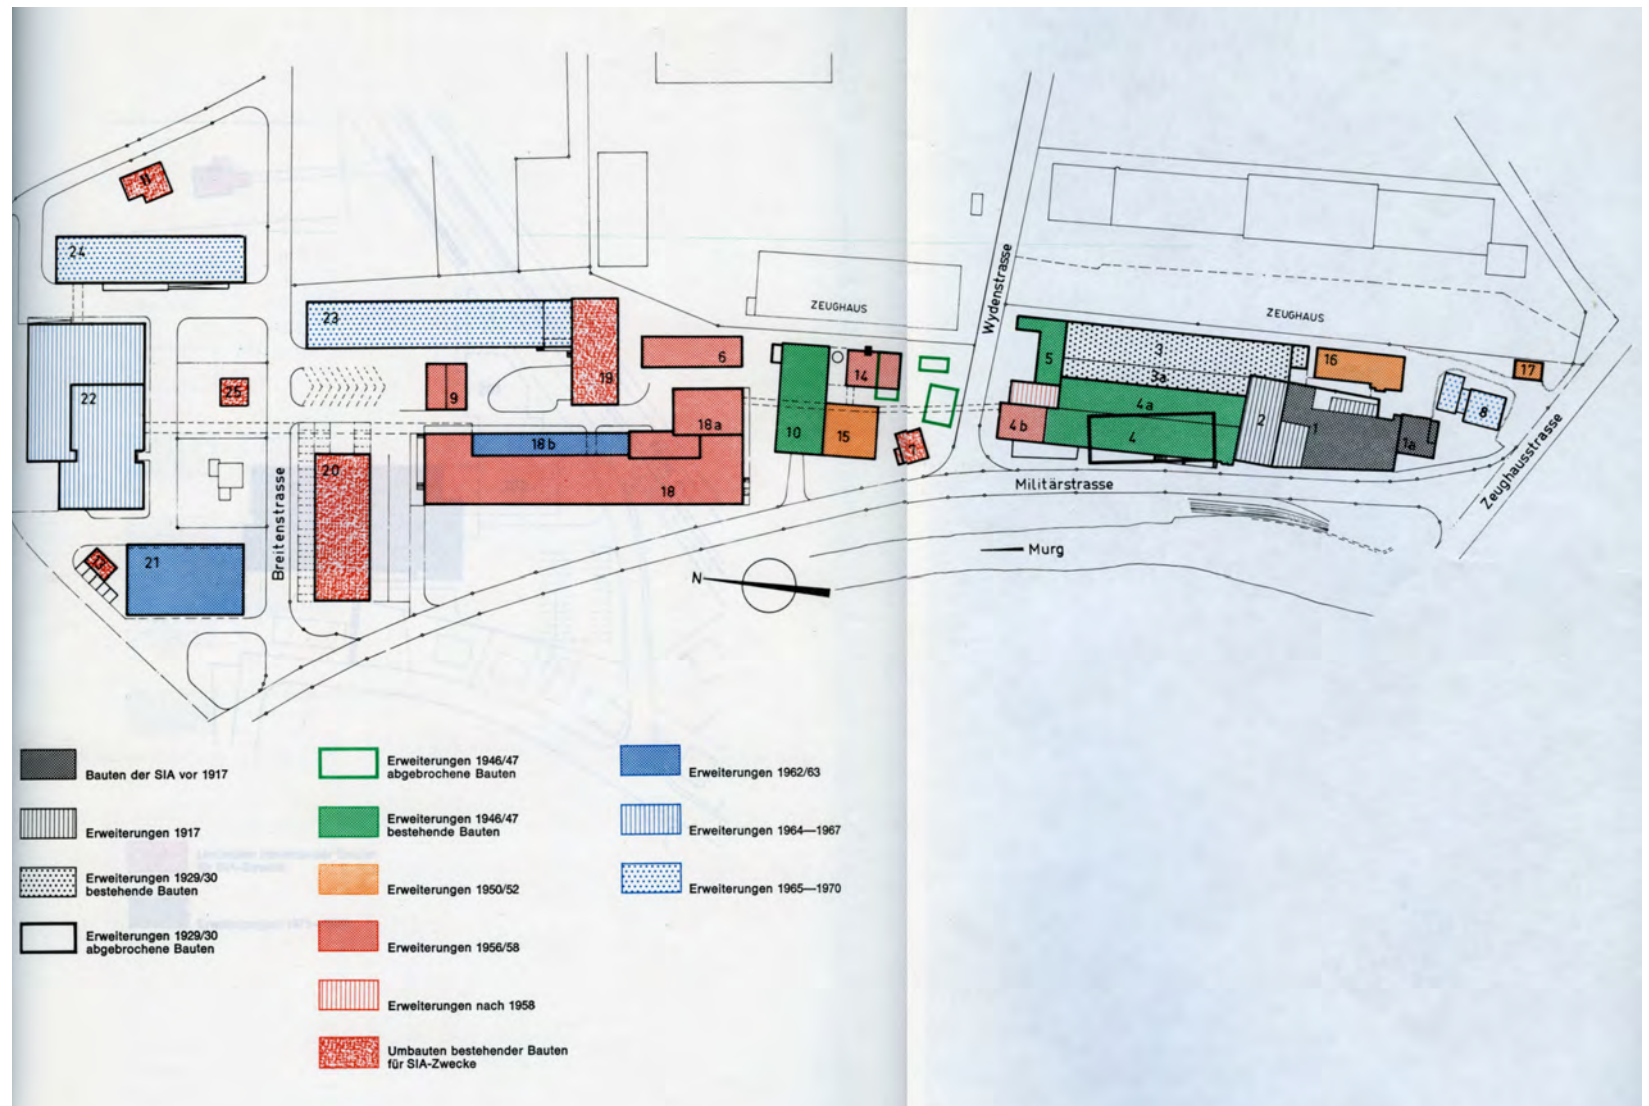 11
24
23
22
25
9
6
19
18a
18b
18
20
21
13
Breitenstrasse
ZEUGHAUS
14
10
15
7
Wydenstrasse
ZEUGHAUS
5
3
3a
4a
4b
4
2
1
1a
16
17
8
Militärstrasse
Zeughausstrasse
Murg
N
Bauten der SIA vor 1917
Erweiterungen 1917
Erweiterungen 1929/30
bestehende Bauten
Erweiterungen 1929/30
abgebrochene Bauten
Erweiterungen 1946/47
abgebrochene Bauten
Erweiterungen 1946/47
bestehende Bauten
Erweiterungen 1950/52
Erweiterungen 1956/58
Erweiterungen nach 1958
Umbauten bestehender Bauten
für SIA-Zwecke
Erweiterungen 1962/63
Erweiterungen 1964—1967
Erweiterungen 1965—1970